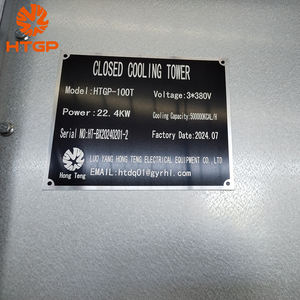 HTGP
CLOSED COOLING TOWER
Model:HTGP-100T Voltage:3*380V
Power:22.4KW Cooling Capacity:500000KCAL/H
Serial NO:HT-BX20240201-2 Factory Date:2024.07
LUO YANG HONG TENG ELECTRICAL EQUIPMENT CO LTD
Hong Teng
EMAIL:htdq01@gyrhl.com